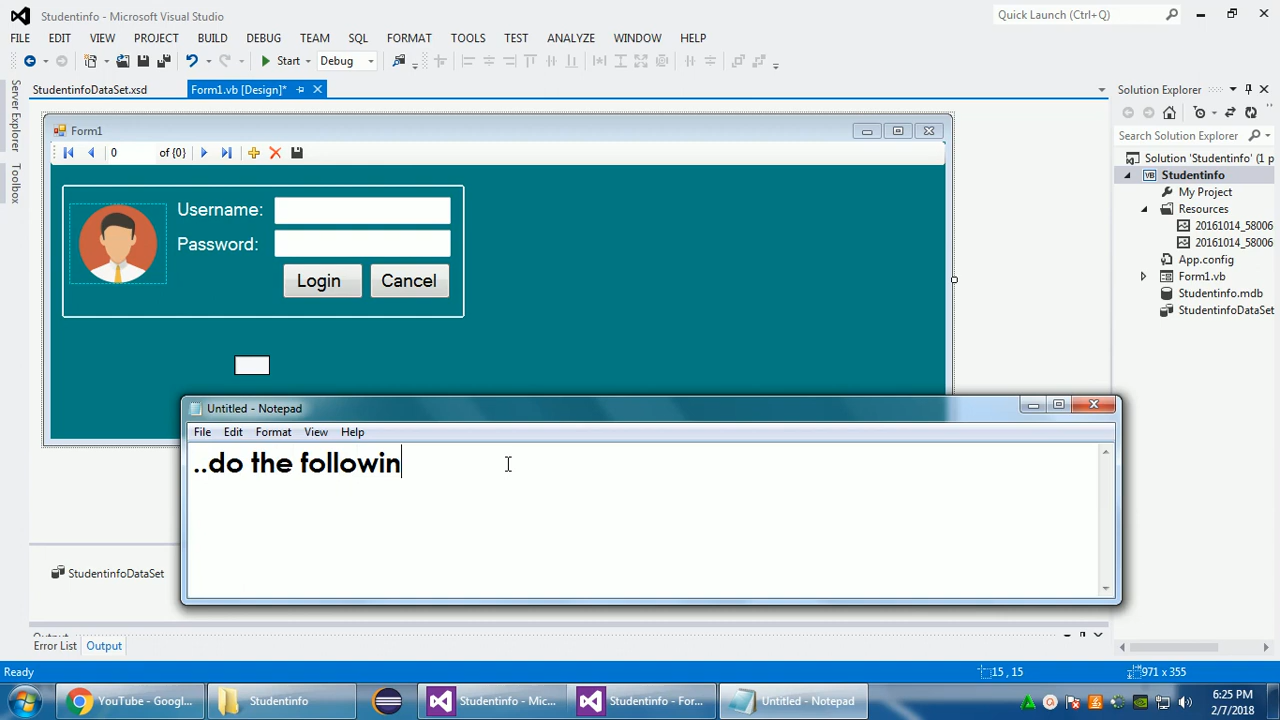 Studentinfo - Microsoft Visual Studio
Quick Launch (Ctrl+Q)
FILE EDIT VIEW PROJECT BUILD DEBUG TEAM SQL FORMAT TOOLS TEST ANALYZE WINDOW HELP
Start Debug
Server Explorer
Toolbox
StudentinfoDataSet.xsd
Form1.vb [Design]*
Solution Explorer
Search Solution Explorer
Form1
0 of {0}
Username:
Password:
Login Cancel
Solution 'Studentinfo' (1 p
Studentinfo
My Project
Resources
20161014_58006
20161014_58006
App.config
Form1.vb
Studentinfo.mdb
StudentinfoDataSet
Untitled - Notepad
File Edit Format View Help
..do the followin
StudentinfoDataSet
Output
Error List Output
Ready
15 , 15
971 x 355
YouTube - Googl...
Studentinfo
Studentinfo - Mic...
Studentinfo - For...
Untitled - Notepad
6:25 PM
2/7/2018